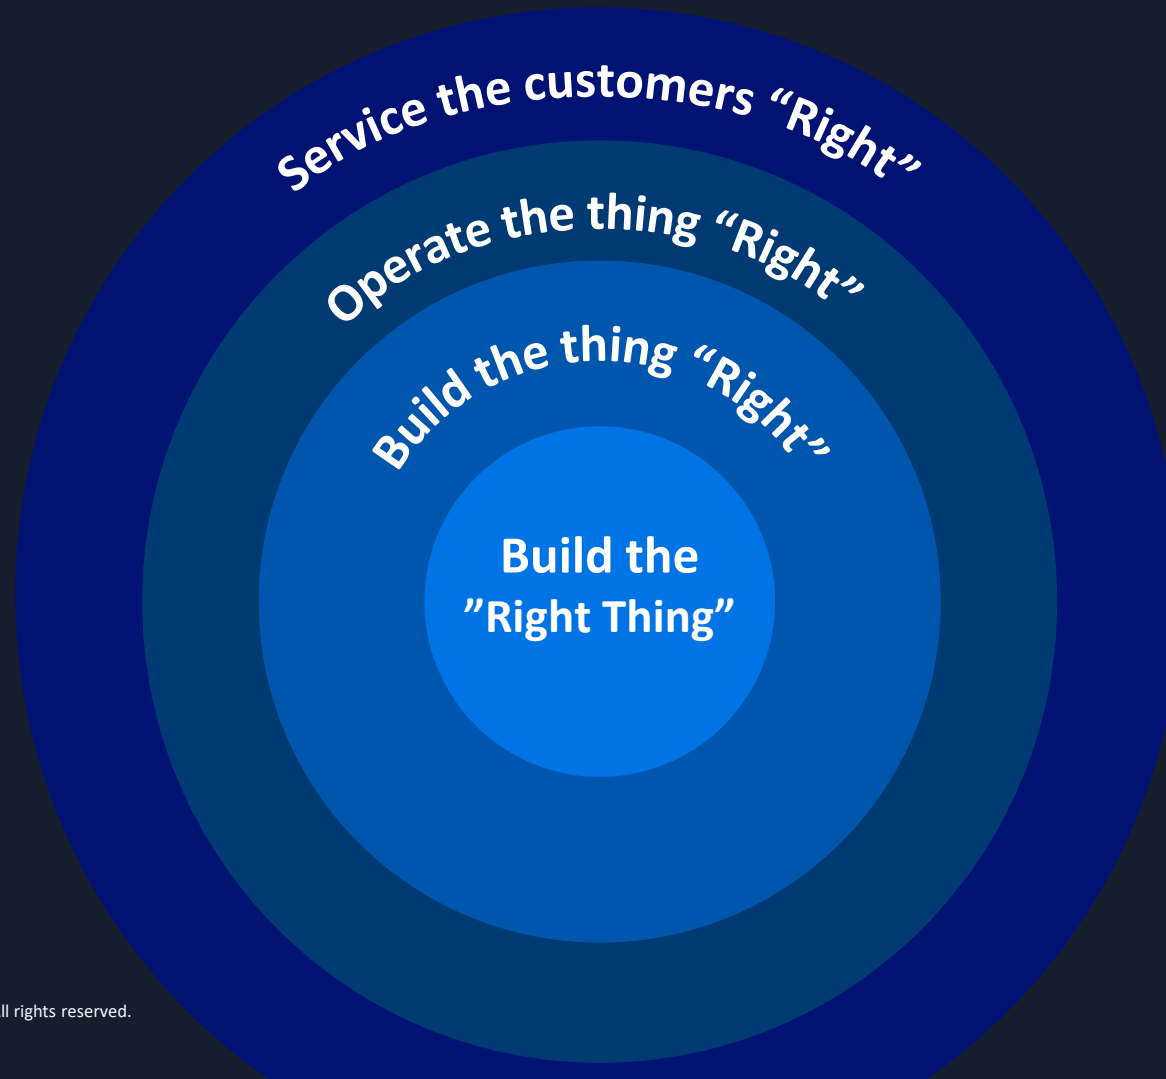 Service the customers “Right”
Operate the thing “Right”
Build the thing “Right”
Build the
”Right Thing”
ll rights reserved.